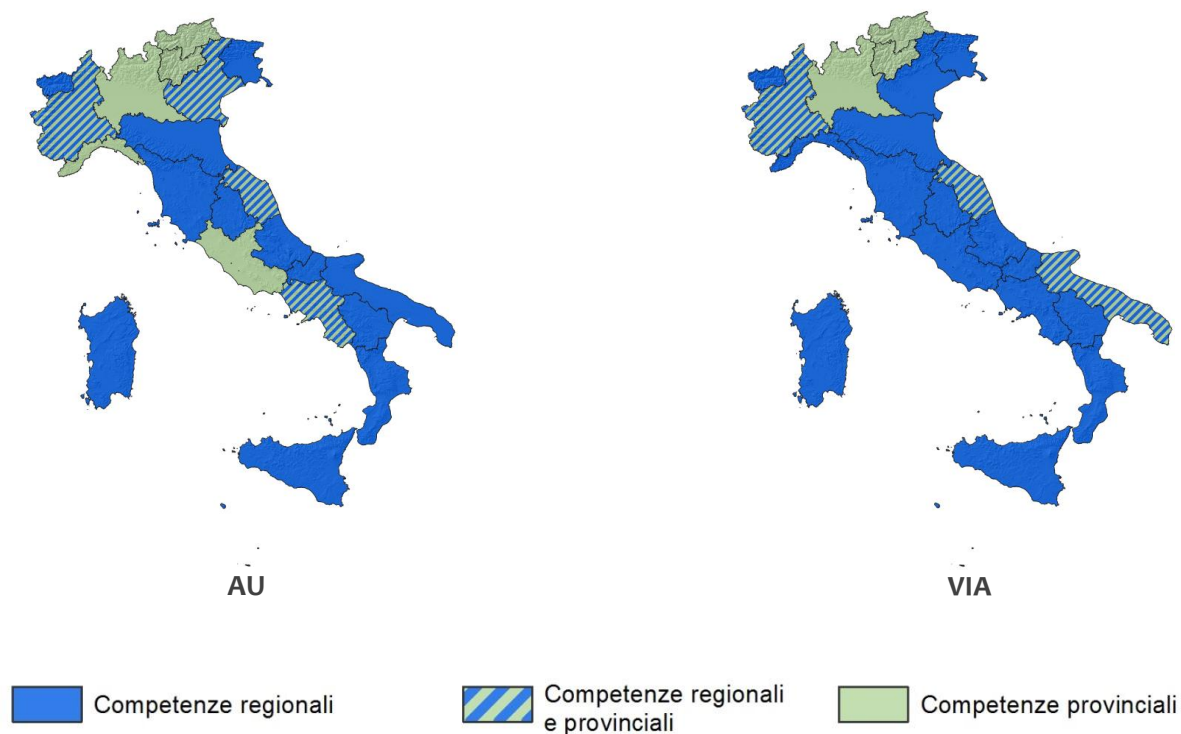 AU
VIA
Competenze regionali
Competenze regionali
e provinciali
Competenze provinciali